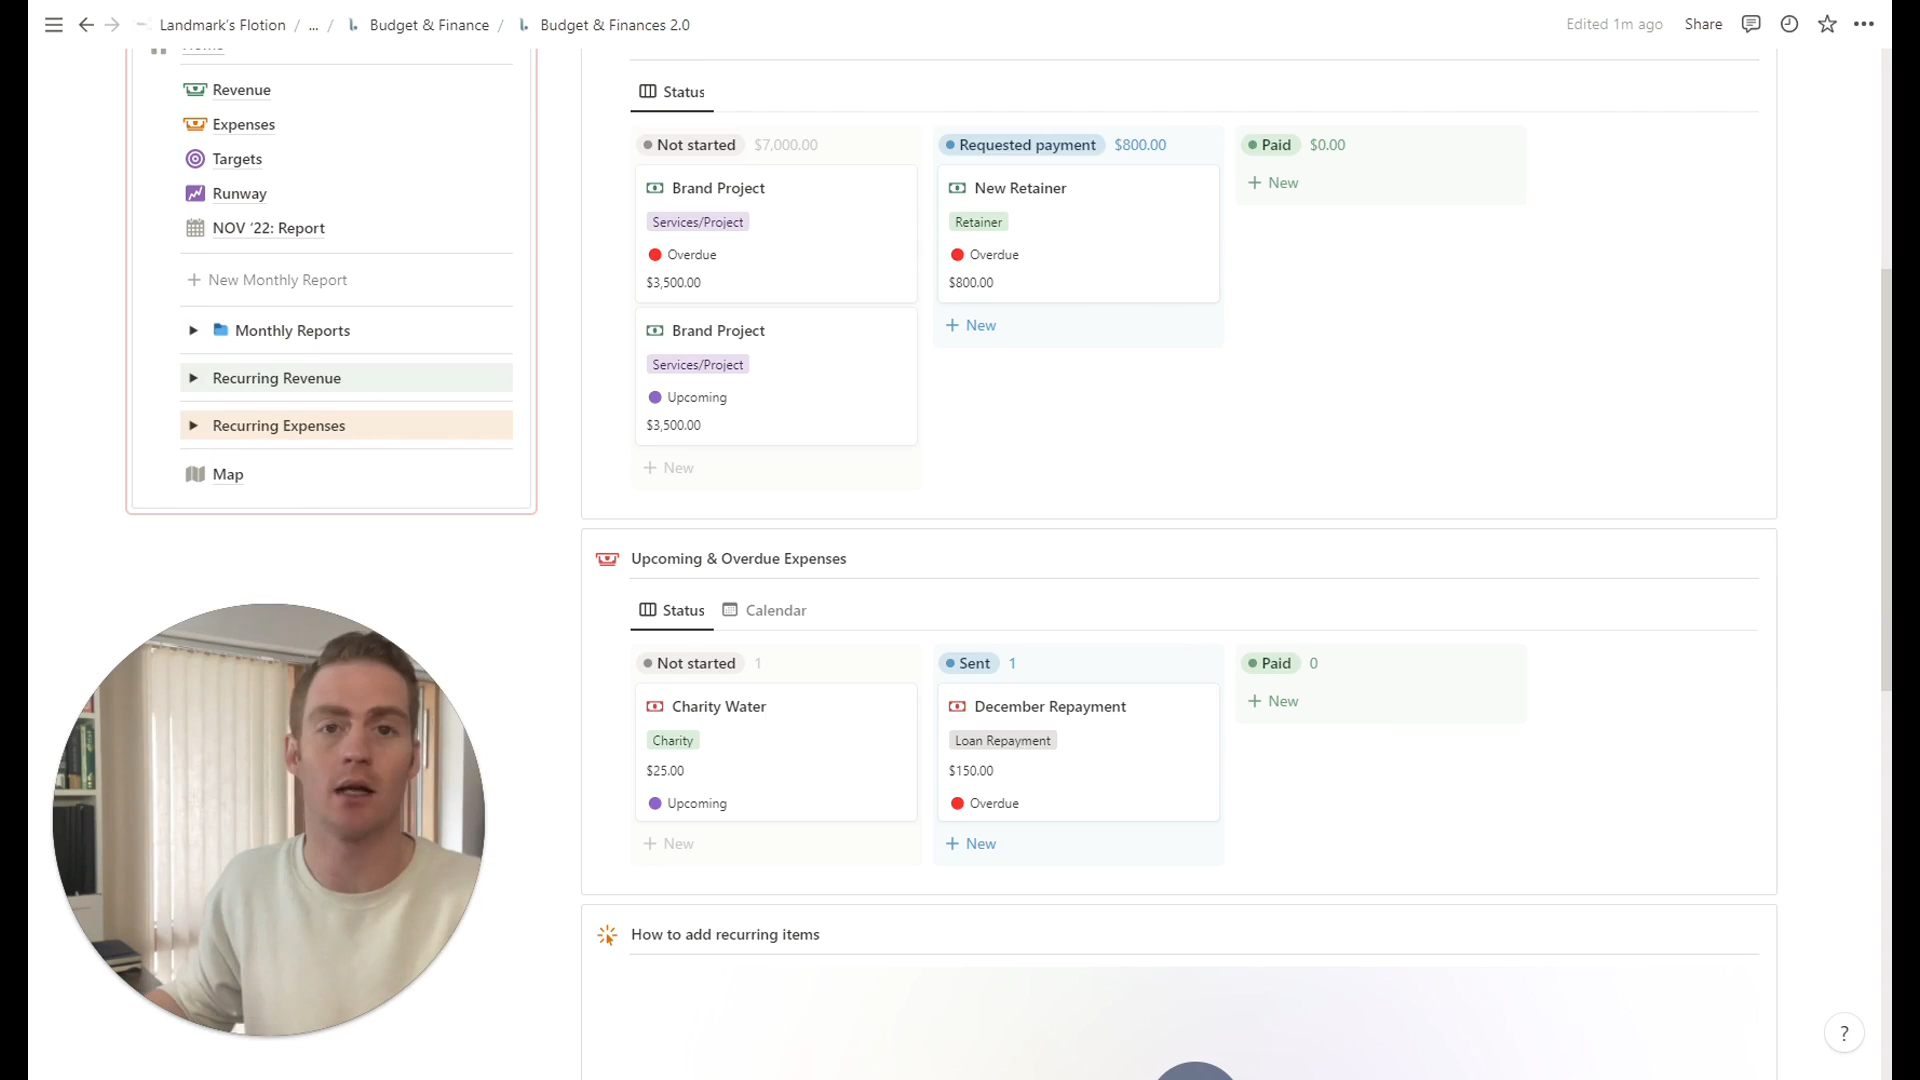 Landmark's Flotion / ... / Budget & Finance / Budget & Finances 2.0
Edited 1m ago Share
Home
Revenue
Expenses
Targets
Runway
NOV '22: Report
New Monthly Report
Monthly Reports
Recurring Revenue
Recurring Expenses
Map
Status
Not started $7,000.00
Brand Project
Services/Project
Overdue
$3,500.00
Brand Project
Services/Project
Upcoming
$3,500.00
+ New
Requested payment $800.00
New Retainer
Retainer
Overdue
$800.00
+ New
Paid $0.00
+ New
Upcoming & Overdue Expenses
Status Calendar
Not started 1
Charity Water
Charity
$25.00
Upcoming
+ New
Sent 1
December Repayment
Loan Repayment
$150.00
Overdue
+ New
Paid 0
+ New
How to add recurring items
?